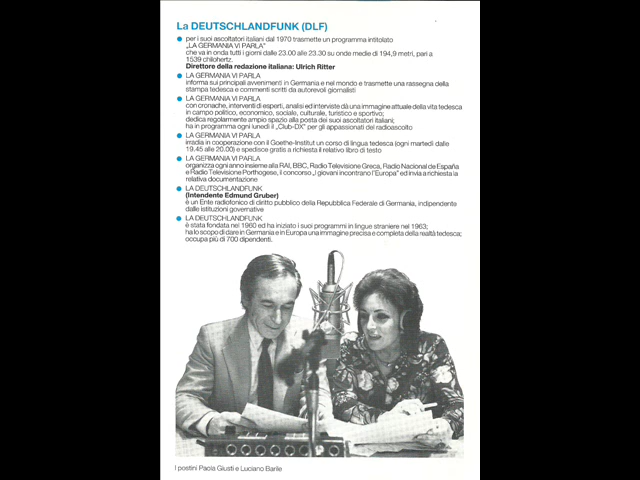 La DEUTSCHLANDFUNK (DLF)
per i suoi ascoltatori italiani dal 1970 trasmette un programma intitolato
„LA GERMANIA VI PARLA"
che va in onda tutti i giorni dalle 23.00 alle 23.30 su onde medie di 194,9 metri, pari a
1539 chilohertz.
Direttore della redazione italiana: Ulrich Ritter
LA GERMANIA VI PARLA
informa sui principali avvenimenti in Germania e nel mondo e trasmette una rassegna della
stampa tedesca e commenti scritti da autorevoli giornalisti
LA GERMANIA VI PARLA
con cronache, interventi di esperti, analisi ed interviste dà una immagine attuale della vita tedesca
in campo politico, economico, sociale, culturale, turistico e sportivo;
dedica regolarmente ampio spazio alla posta dei suoi ascoltatori italiani;
ha in programma ogni lunedì il „Club-DX" per gli appassionati del radioascolto
LA GERMANIA VI PARLA
irradia in cooperazione con il Goethe-Institut un corso di lingua tedesca (ogni martedì dalle
19.45 alle 20.00) e spedisce gratis a richiesta il relativo libro di testo
LA GERMANIA VI PARLA
organizza ogni anno insieme alla RAI, BBC, Radio Televisione Greca, Radio Nacional de España
e Radio Televisione Porthogese, il concorso „I giovani incontrano l'Europa" ed invia a richiesta la
relativa documentazione
LA DEUTSCHLANDFUNK
(Intendente Edmund Gruber)
è un Ente radiofonico di diritto pubblico della Repubblica Federale di Germania, indipendente
dalle istituzioni governative
LA DEUTSCHLANDFUNK
è stata fondata nel 1960 ed ha iniziato i suoi programmi in lingue straniere nel 1963;
ha lo scopo di dare in Germania e in Europa una immagine precisa e completa della realtà tedesca;
occupa più di 700 dipendenti.
I postini Paola Giusti e Luciano Barile